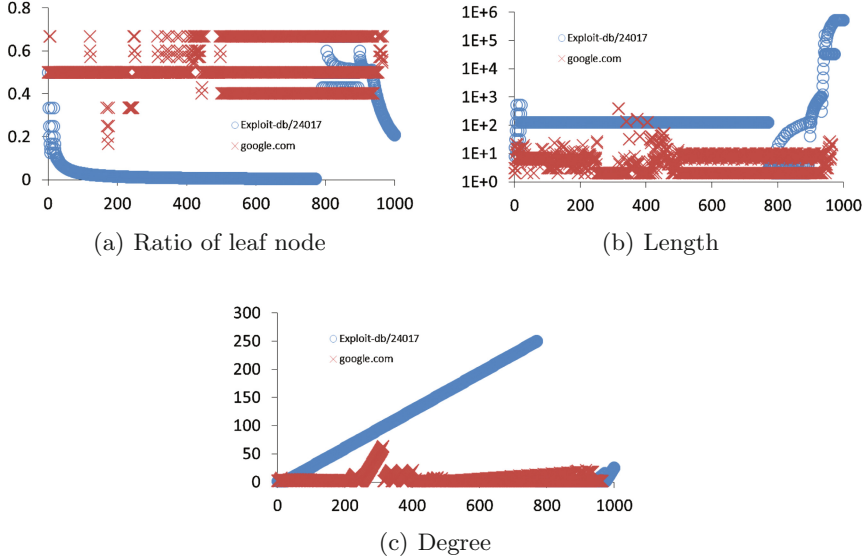 0.8
0.6
0.4
0.2
0
0 200 400 600 800 1000
Exploit-db/24017
google.com
(a) Ratio of leaf node
1E+6
1E+5
1E+4
1E+3
1E+2
1E+1
1E+0
0 200 400 600 800 1000
Exploit-db/24017
google.com
(b) Length
300
250
200
150
100
50
0
0 200 400 600 800 1000
Exploit-db/24017
google.com
(c) Degree